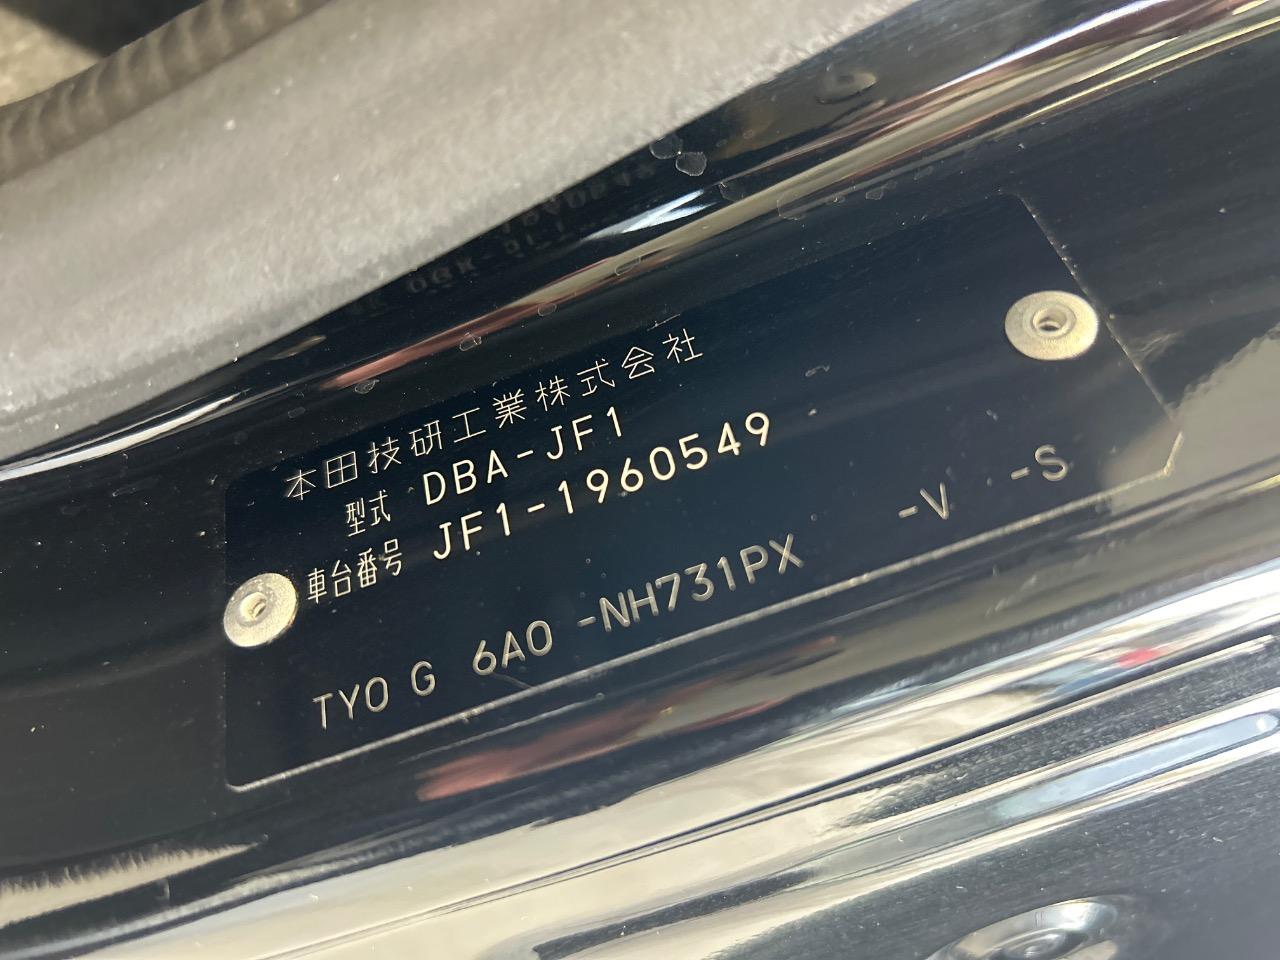 本田技研工業株式会社
型式 DBA-JF1
車台番号 JF1-1960549
TYO G 6AO -NH731PX -V -S